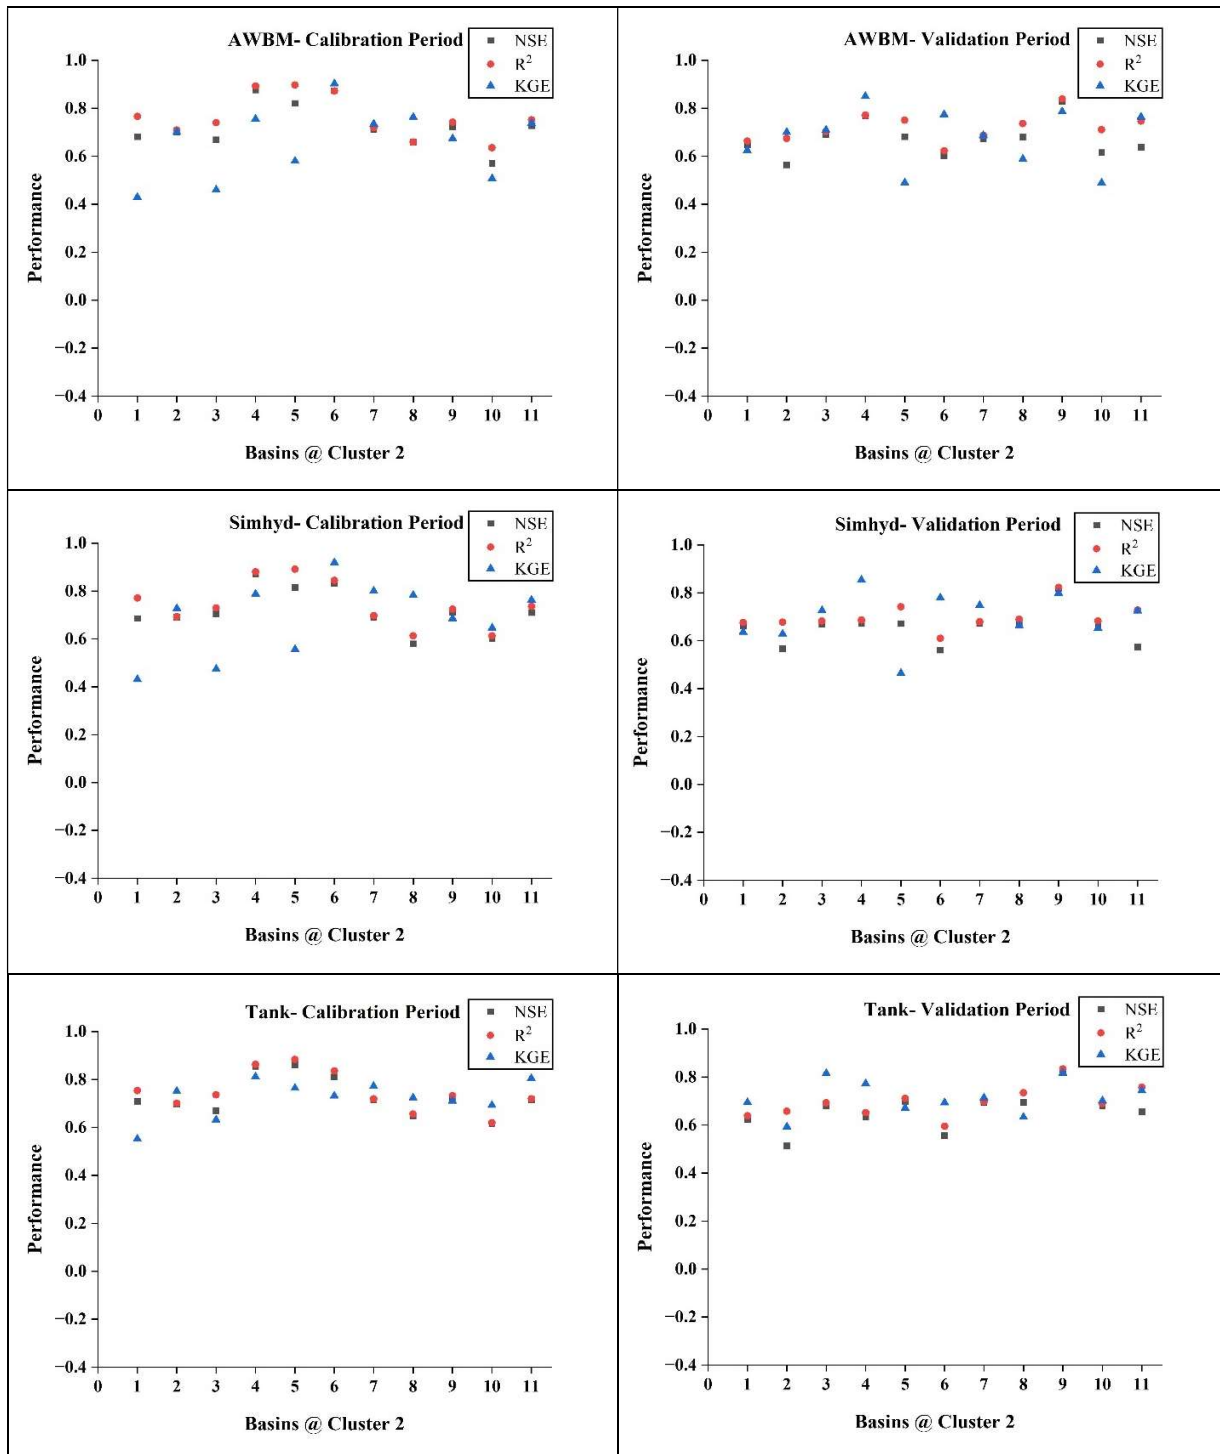 AWBM- Calibration Period
NSE
R²
KGE
Performance
1.0
0.8
0.6
0.4
0.2
0.0
−0.2
−0.4
0 1 2 3 4 5 6 7 8 9 10 11
Basins @ Cluster 2
AWBM- Validation Period
NSE
R²
KGE
Performance
1.0
0.8
0.6
0.4
0.2
0.0
−0.2
−0.4
0 1 2 3 4 5 6 7 8 9 10 11
Basins @ Cluster 2
Simhyd- Calibration Period
NSE
R²
KGE
Performance
1.0
0.8
0.6
0.4
0.2
0.0
−0.2
−0.4
0 1 2 3 4 5 6 7 8 9 10 11
Basins @ Cluster 2
Simhyd- Validation Period
NSE
R²
KGE
Performance
1.0
0.8
0.6
0.4
0.2
0.0
−0.2
−0.4
0 1 2 3 4 5 6 7 8 9 10 11
Basins @ Cluster 2
Tank- Calibration Period
NSE
R²
KGE
Performance
1.0
0.8
0.6
0.4
0.2
0.0
−0.2
−0.4
0 1 2 3 4 5 6 7 8 9 10 11
Basins @ Cluster 2
Tank- Validation Period
NSE
R²
KGE
Performance
1.0
0.8
0.6
0.4
0.2
0.0
−0.2
−0.4
0 1 2 3 4 5 6 7 8 9 10 11
Basins @ Cluster 2